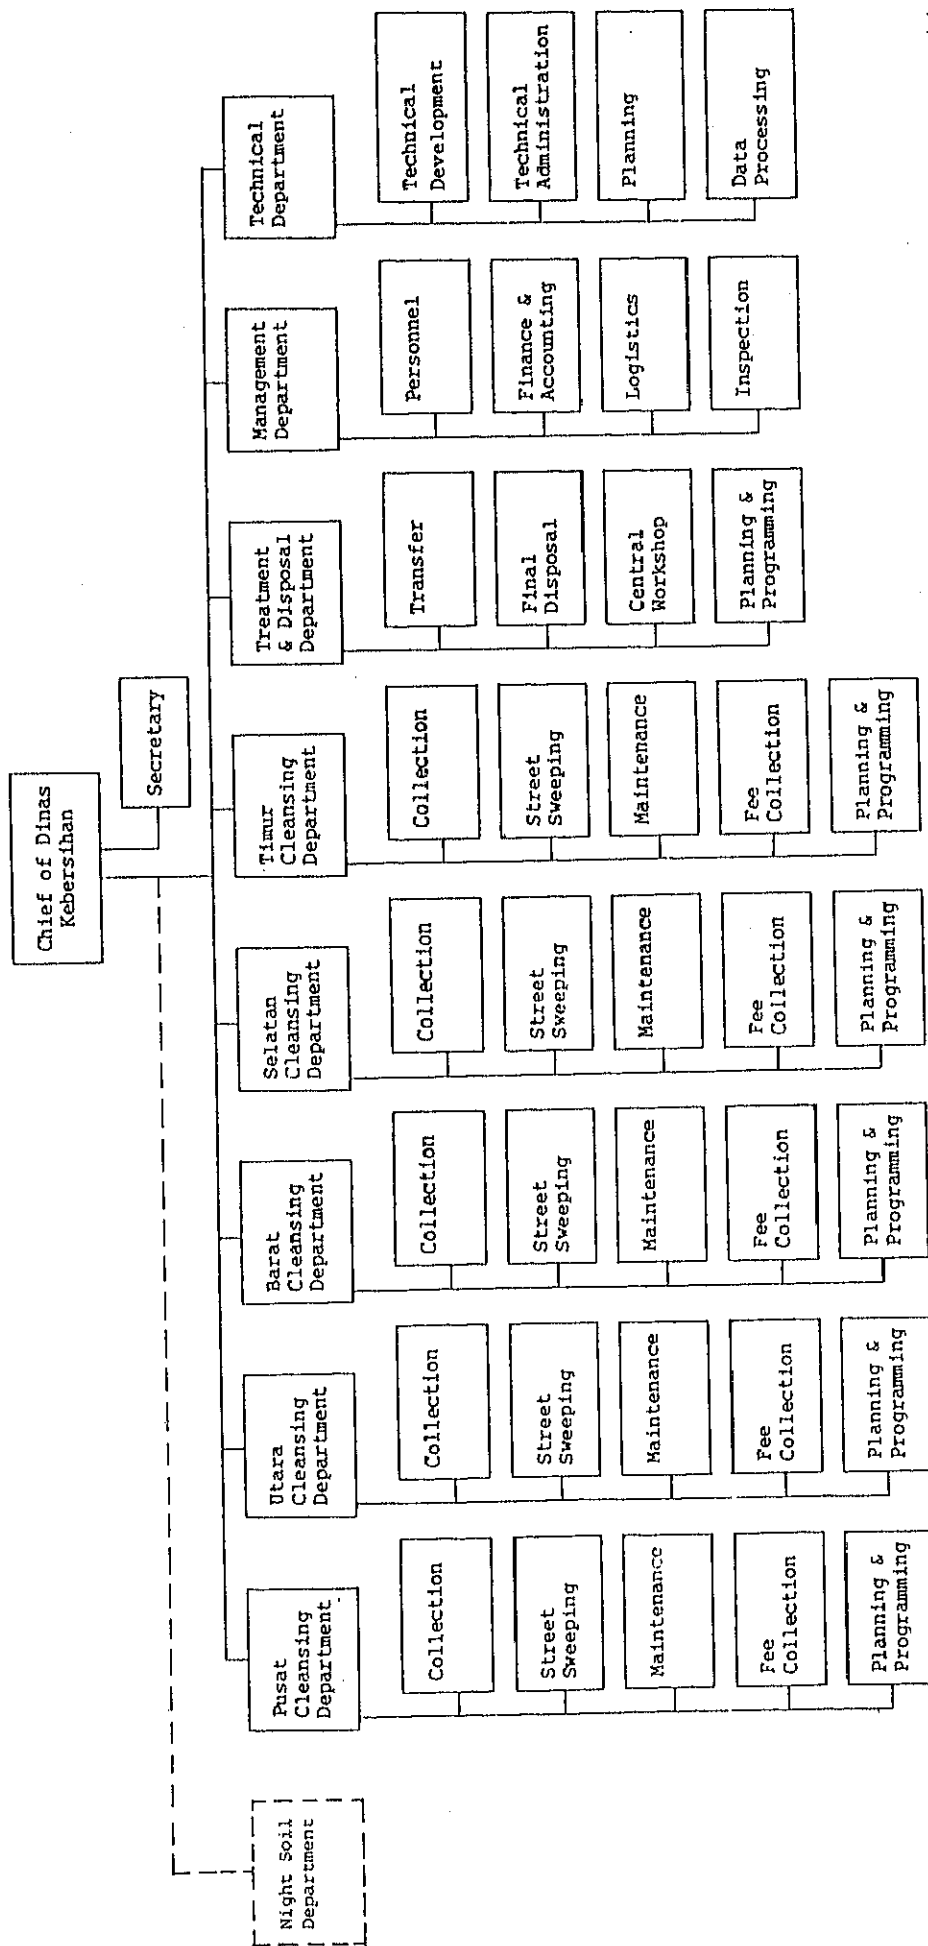 Chief of Dinas
Kebersihan
Secretary
Night Soil
Department
Pusat
Cleansing
Department
Collection
Street
Sweeping
Maintenance
Fee
Collection
Planning &
Programming
Utara
Cleansing
Department
Collection
Street
Sweeping
Maintenance
Fee
Collection
Planning &
Programming
Barat
Cleansing
Department
Collection
Street
Sweeping
Maintenance
Fee
Collection
Planning &
Programming
Selatan
Cleansing
Department
Collection
Street
Sweeping
Maintenance
Fee
Collection
Planning &
Programming
Timur
Cleansing
Department
Collection
Street
Sweeping
Maintenance
Fee
Collection
Planning &
Programming
Treatment
& Disposal
Department
Transfer
Final
Disposal
Central
Workshop
Planning &
Programming
Management
Department
Personnel
Finance &
Accounting
Logistics
Inspection
Technical
Department
Technical
Development
Technical
Administration
Planning
Data
Processing